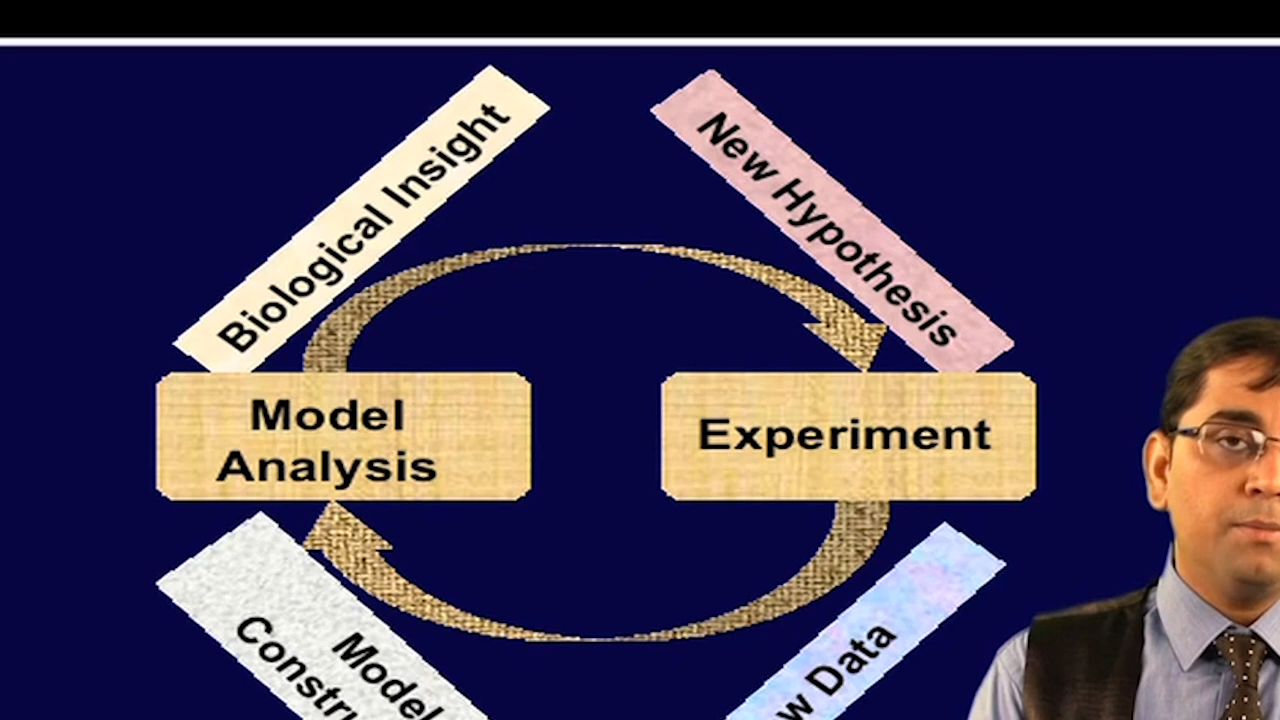 Biological Insight
New Hypothesis
Model
Analysis
Experiment
Model
Data